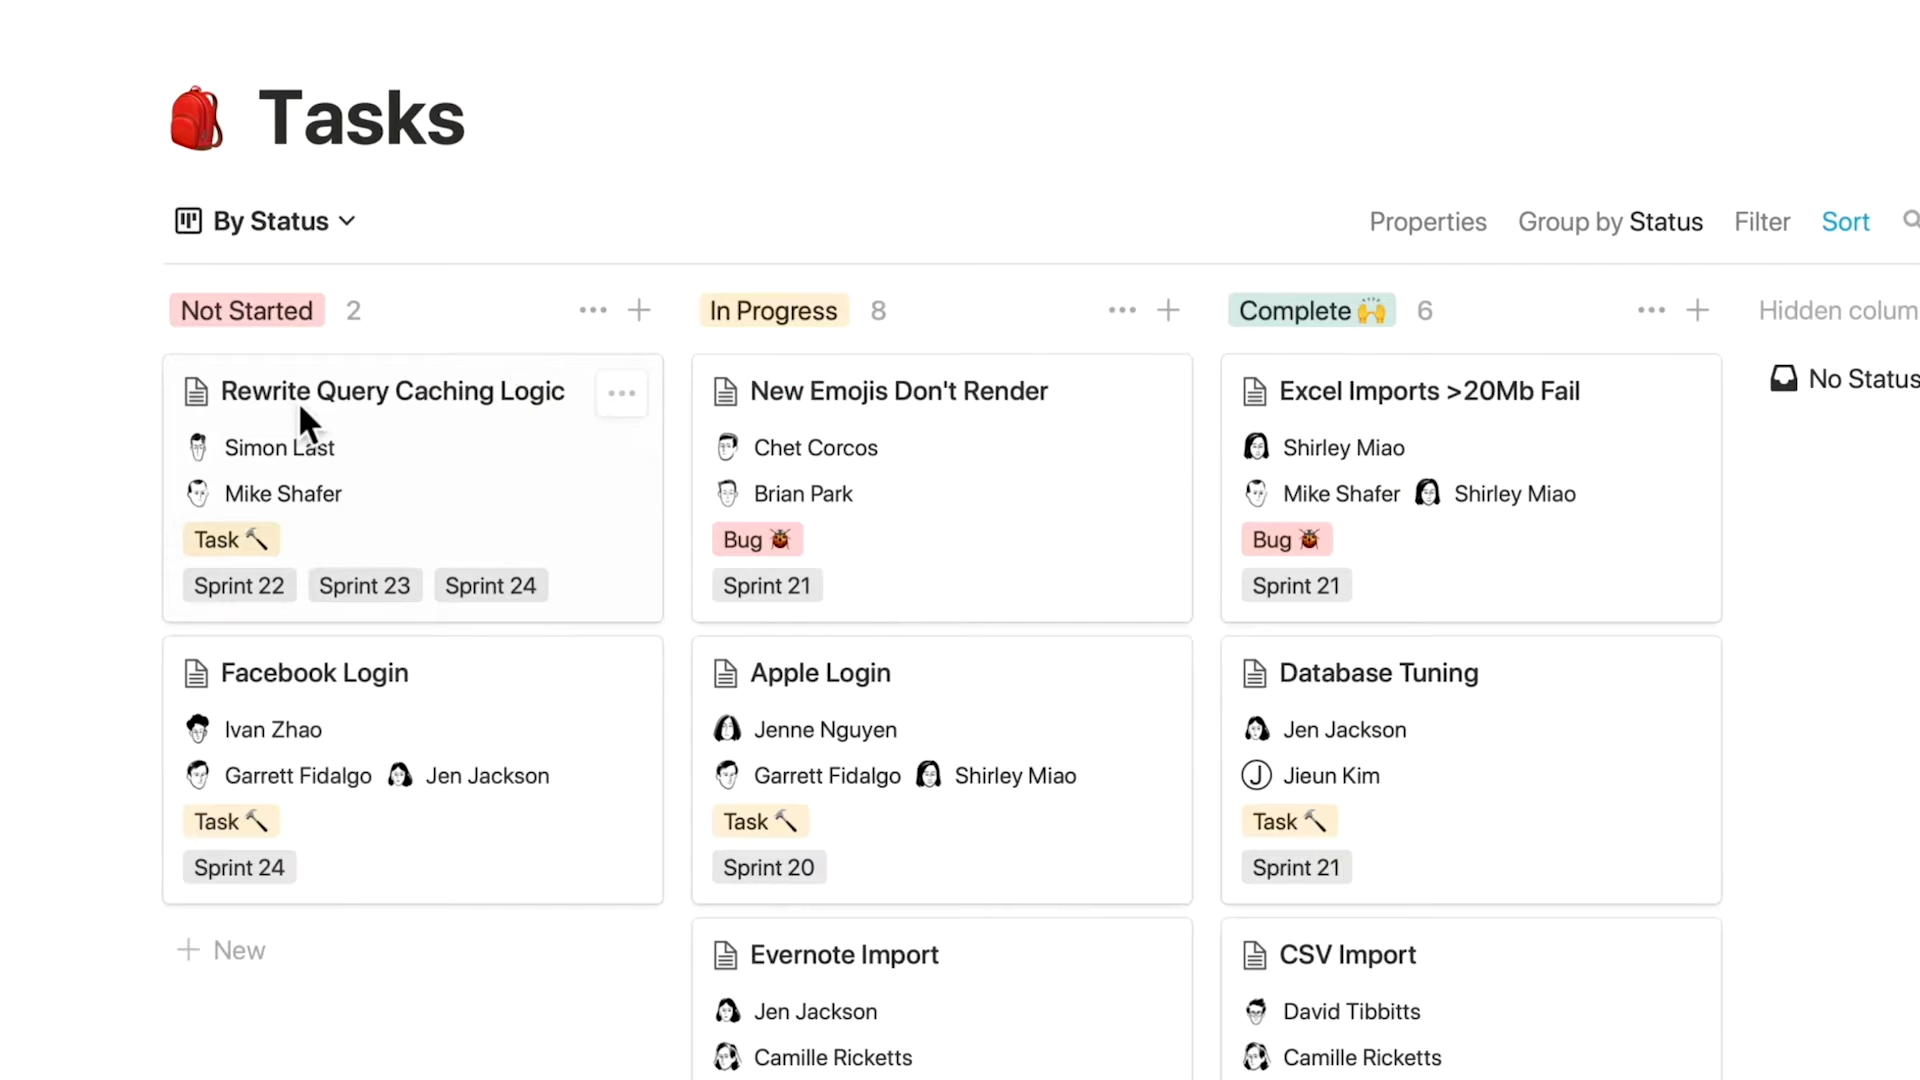 🎒 Tasks
By Status
Properties Group by Status Filter Sort
Not Started 2
Rewrite Query Caching Logic
Simon Last
Mike Shafer
Task 🔨
Sprint 22 Sprint 23 Sprint 24
Facebook Login
Ivan Zhao
Garrett Fidalgo Jen Jackson
Task 🔨
Sprint 24
+ New
In Progress 8
New Emojis Don't Render
Chet Corcos
Brian Park
Bug 🐞
Sprint 21
Apple Login
Jenne Nguyen
Garrett Fidalgo Shirley Miao
Task 🔨
Sprint 20
Evernote Import
Jen Jackson
Camille Ricketts
Complete 🙌 6
Excel Imports >20Mb Fail
Shirley Miao
Mike Shafer Shirley Miao
Bug 🐞
Sprint 21
Database Tuning
Jen Jackson
J Jieun Kim
Task 🔨
Sprint 21
CSV Import
David Tibbitts
Camille Ricketts
Hidden colum
No Status